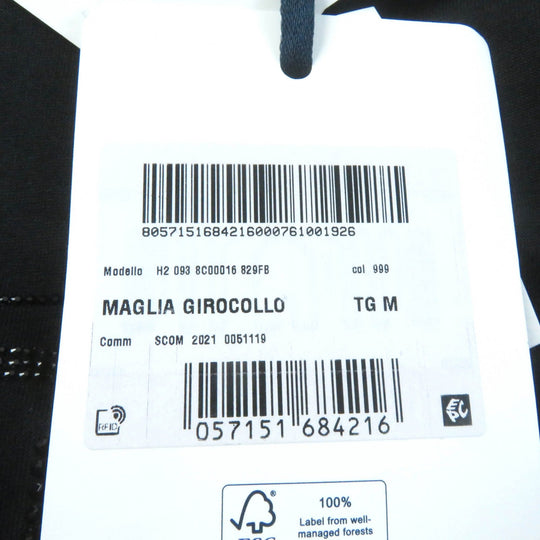 8057151684216000761001926
Modello H2 093 8C00016 829FB col 999
MAGLIA GIROCOLLO TG M
Comm SCOM 2021 0051119
RFID
EPC
057151 684216
100%
Label from well-
managed forests